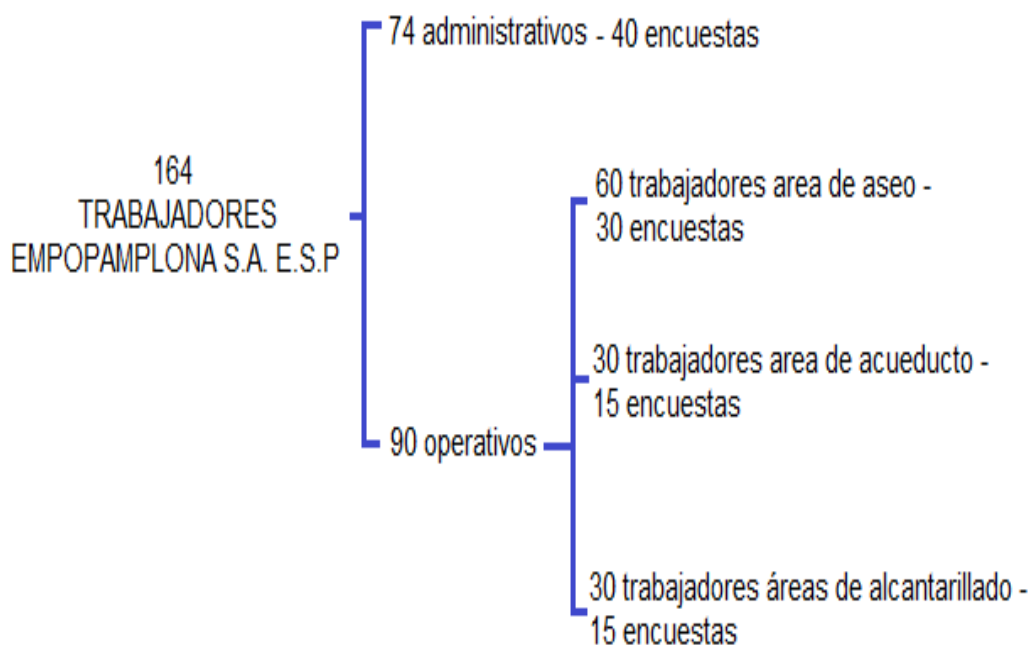 74 administrativos - 40 encuestas
164
TRABAJADORES
EMPOPAMPLONA S.A. E.S.P
60 trabajadores area de aseo -
30 encuestas
30 trabajadores area de acueducto -
15 encuestas
90 operativos
30 trabajadores áreas de alcantarillado -
15 encuestas